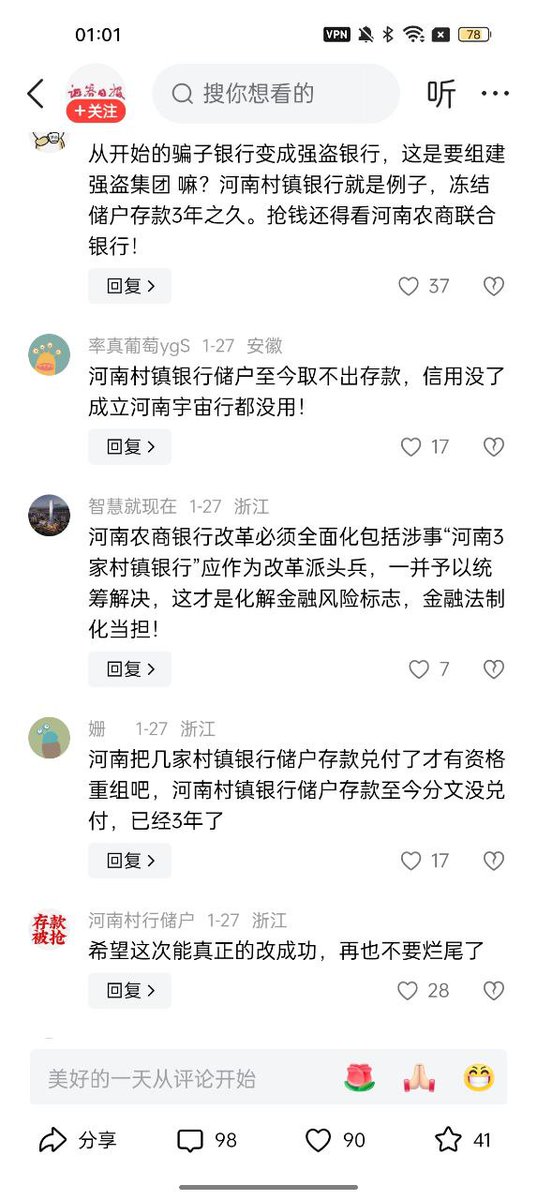 01:01
VPN
78
证券日报
+关注
搜你想看的
听
从开始的骗子银行变成强盗银行，这是要组建
强盗集团 嘛？河南村镇银行就是例子，冻结
储户存款3年之久。抢钱还得看河南农商联合
银行！
回复
37
率真葡萄ygS 1-27 安徽
河南村镇银行储户至今取不出存款，信用没了
成立河南宇宙行都没用！
回复
17
智慧就现在 1-27 浙江
河南农商银行改革必须全面化包括涉事“河南3
家村镇银行”应作为改革派头兵，一并予以统
筹解决，这才是化解金融风险标志，金融法制
化当担！
回复
7
姗 1-27 浙江
河南把几家村镇银行储户存款兑付了才有资格
重组吧，河南村镇银行储户存款至今分文没兑
付，已经3年了
回复
17
存款
被抢
河南村行储户 1-27 浙江
希望这次能真正的改成功，再也不要烂尾了
回复
28
美好的一天从评论开始
分享
98
90
41